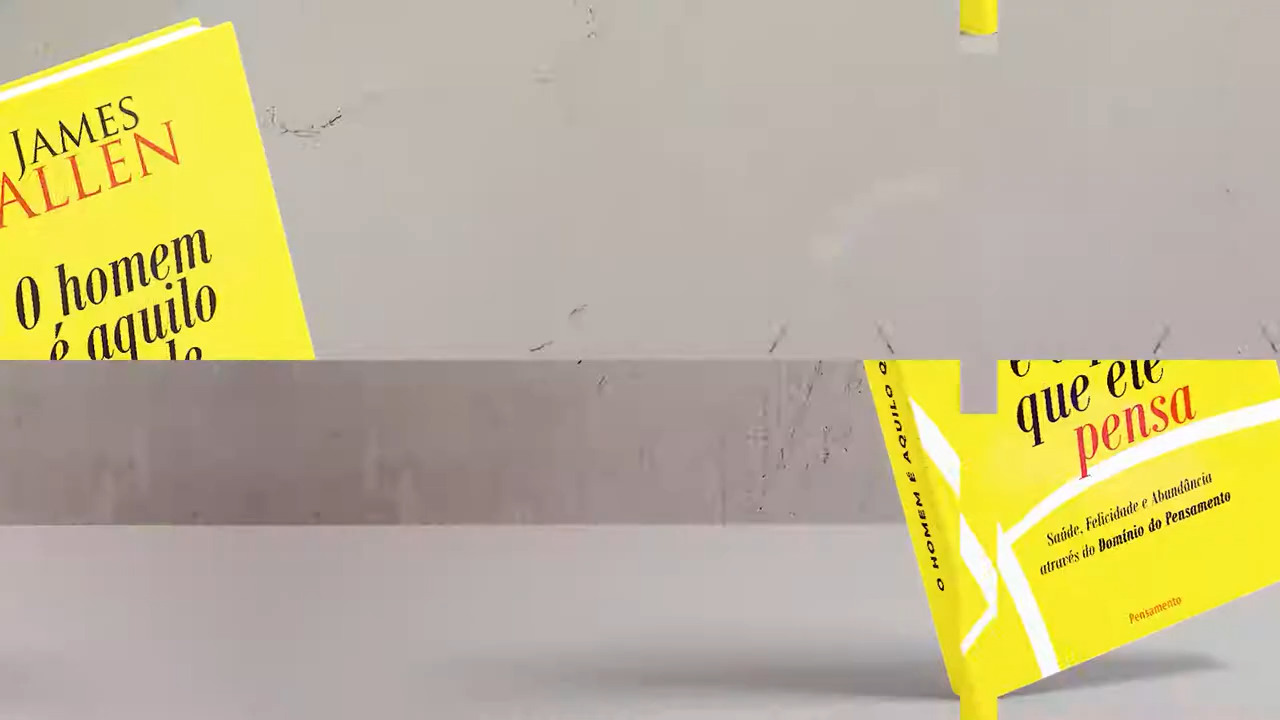 JAMES
ALLEN
O homem
é aquilo
que ele
pensa
Saúde, Felicidade e Abundância
através do Domínio do Pensamento
Pensamento
O HOMEM É AQUILO Q